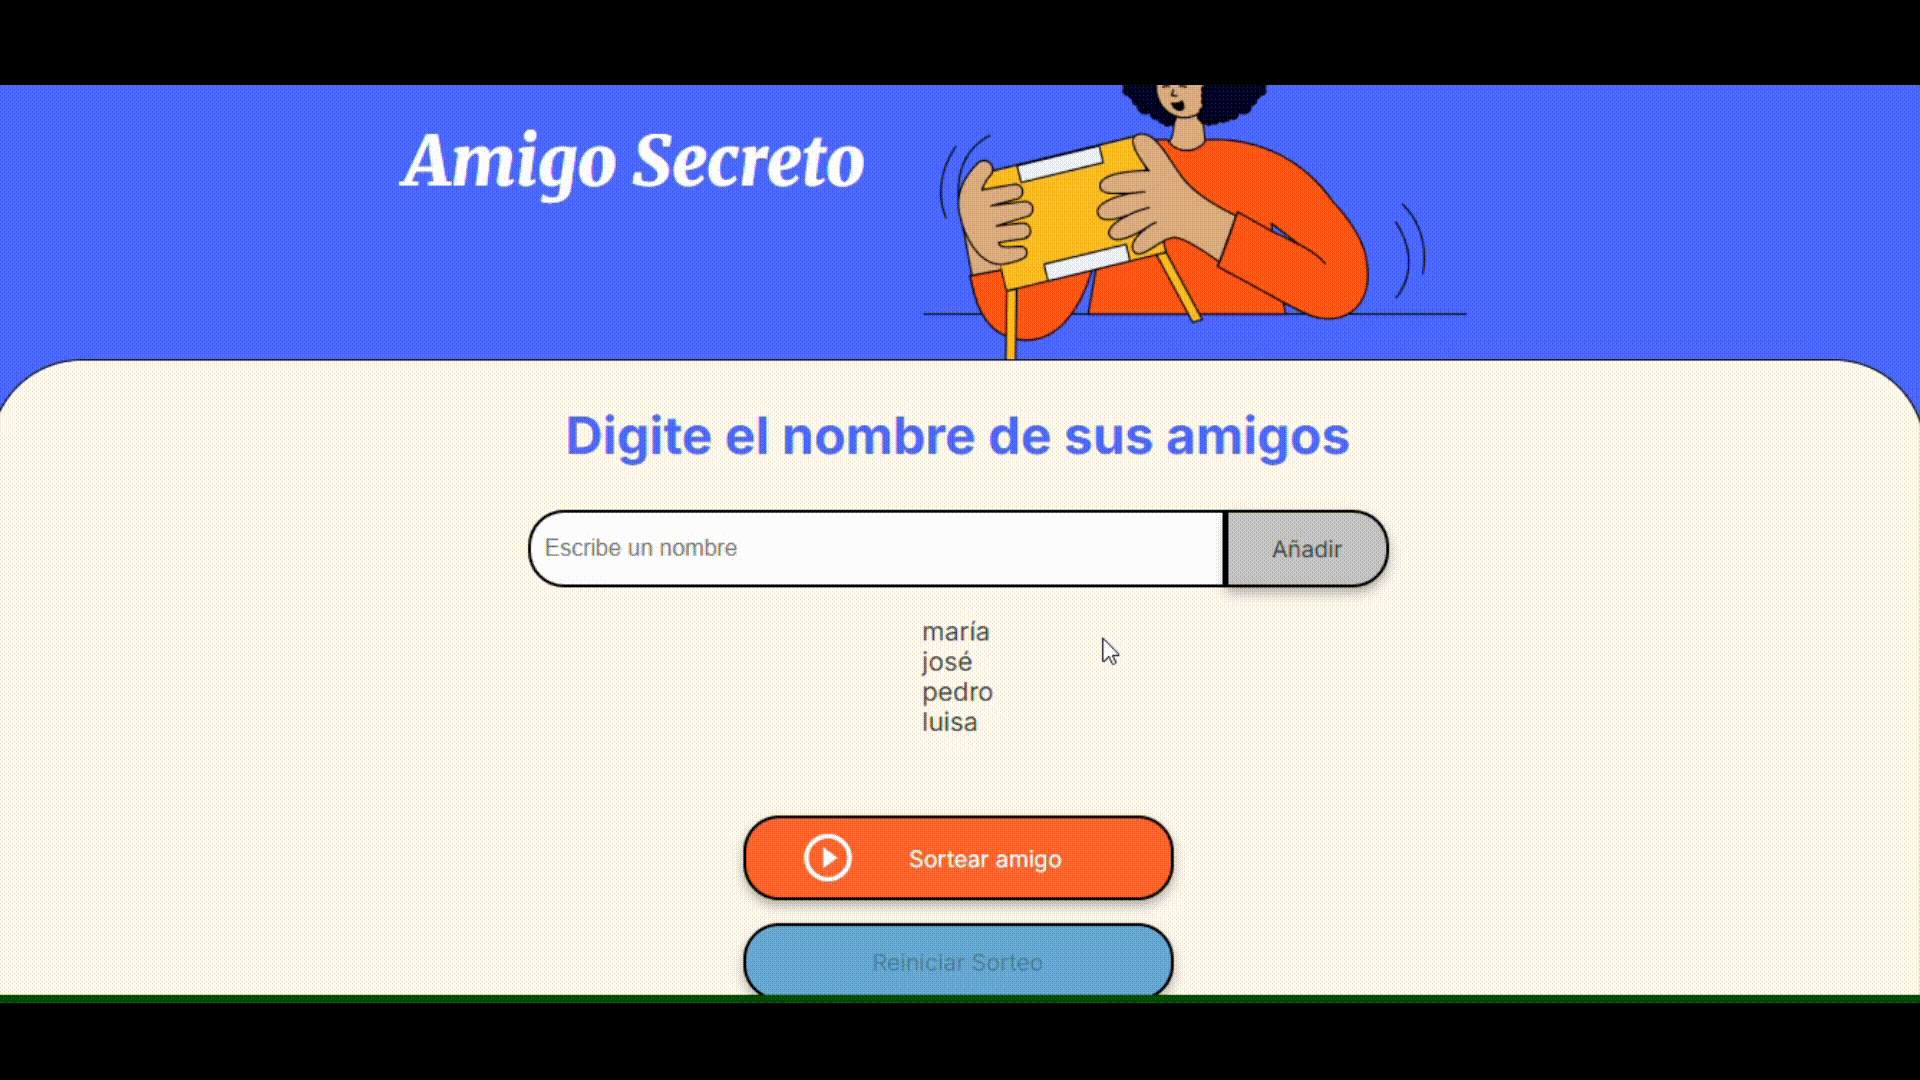 Amigo Secreto
Digite el nombre de sus amigos
Escribe un nombre
Añadir
maría
josé
pedro
luisa
Sortear amigo
Reiniciar Sorteo